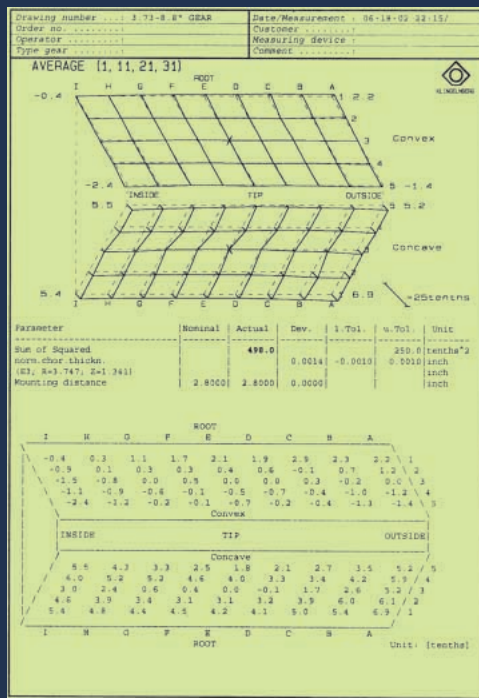 Drawing number ...: 3.73-8.8" GEAR
Date/Measurement : 06-18-02 22:15/
Order no. ........:
Customer ........:
Operator ........:
Measuring device :
Type gear ........:
Comment ........:
AVERAGE (1, 11, 21, 31)
ROOT
I H G F E D C B A
-0.4 1 2.2
KLINGELNBERG
2
3 Convex
4
-2.4 5 -1.4
INSIDE TIP OUTSIDE
5.5 5 5.2
Concave
5.4 1 6.9
I H G F E D C B A
ROOT
=25tenths
Parameter Nominal Actual Dev. l.Tol. u.Tol. Unit
Sum of Squared 498.0 250.0 tenths^2
norm.chor.thickn. 0.0014 -0.0010 0.0010 inch
(E3; R=3.747; Z=1.341) inch
Mounting distance 2.8000 2.8000 0.0000 inch
ROOT
I H G F E D C B A
-0.4 0.3 1.1 1.7 2.1 1.9 2.5 2.3 2.2 \ 1
-0.9 0.1 0.3 0.3 0.4 0.6 -0.1 0.7 1.2 \ 2
-1.5 -0.8 0.0 0.5 0.0 0.0 0.3 -0.2 0.0 \ 3
-1.1 -0.9 -0.6 -0.1 -0.5 -0.7 -0.4 -1.0 -1.2 \ 4
-2.4 -1.2 -0.2 -0.1 -0.7 -0.2 -0.4 -1.3 -1.4 \ 5
Convex
INSIDE TIP OUTSIDE
Concave
5.5 4.3 3.3 2.5 1.8 2.1 2.7 3.5 5.2 / 5
6.0 5.2 5.2 4.6 4.0 3.3 3.4 4.2 5.9 / 4
3.0 2.4 0.6 0.4 0.0 -0.1 1.7 2.6 5.2 / 3
4.6 3.9 3.4 3.1 3.1 3.2 3.9 6.0 6.1 / 2
5.4 4.8 4.4 4.5 4.2 4.1 5.0 5.4 6.9 / 1
I H G F E D C B A
ROOT
Unit: [tenths]